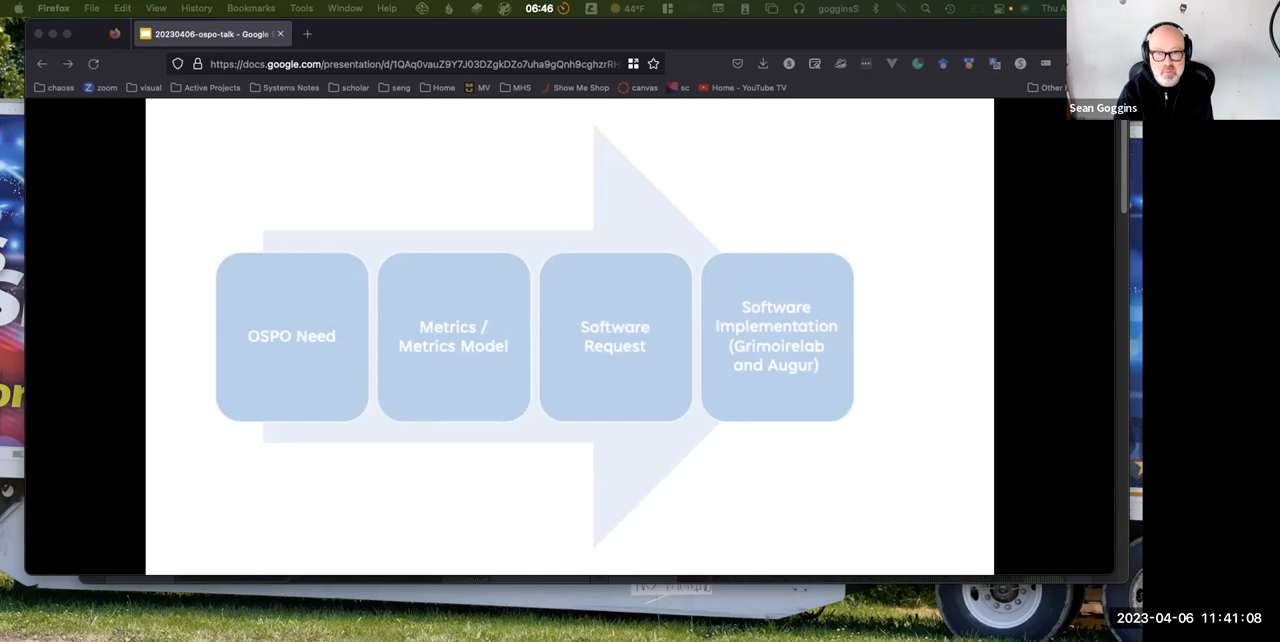 Firefox File Edit View History Bookmarks Tools Window Help 06:46 44°F gogginsS Thu A
20230406-ospo-talk - Google S
https://docs.google.com/presentation/d/1QAq0vauZ9Y7JU
chaoss zoom visual Active Projects Systems Notes scholar seng Home MV MHS Show Me Shop canvas sc Home - YouTube TV Other
Sean Goggins
OSPO Need
Metrics /
Metrics Model
Software
Request
Software
Implementation
(Grimoirelab
and Augur)
2023-04-06 11:41:08